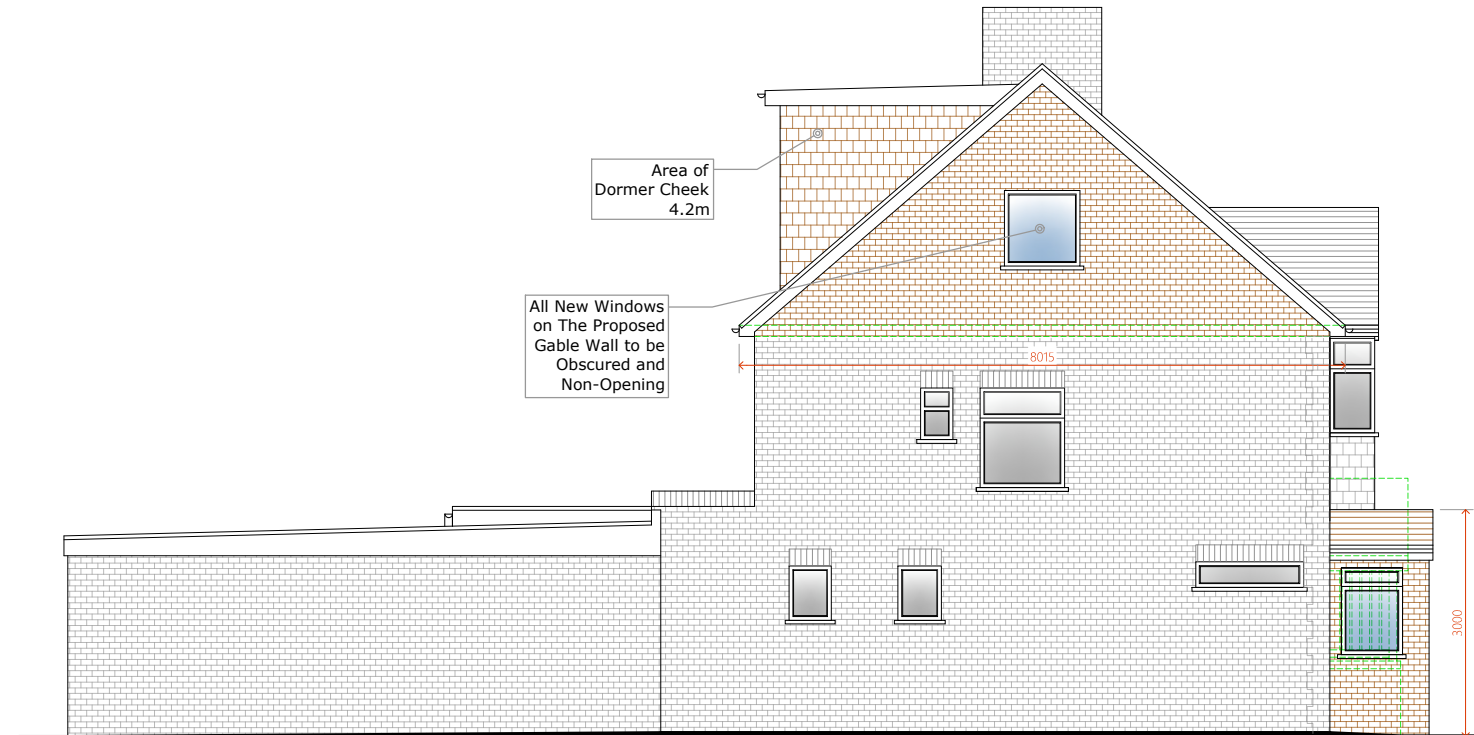 Area of
Dormer Cheek
4.2m
All New Windows
on The Proposed
Gable Wall to be
Obscured and
Non-Opening
8015
3000